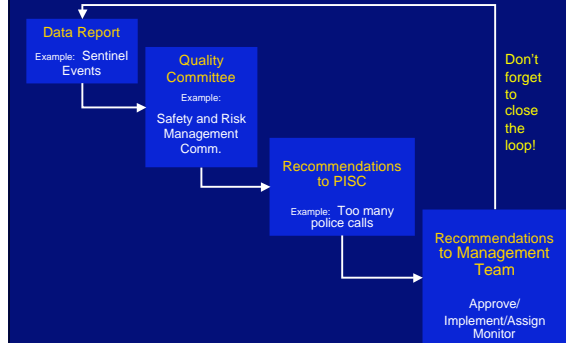 Data Report
Example: Sentinel
Events
Quality
Committee
Example:
Safety and Risk
Management
Comm.
Recommendations
to PISC
Example: Too many
police calls
Recommendations
to Management
Team
Approve/
Implement/Assign
Monitor
Don't
forget
to
close
the
loop!